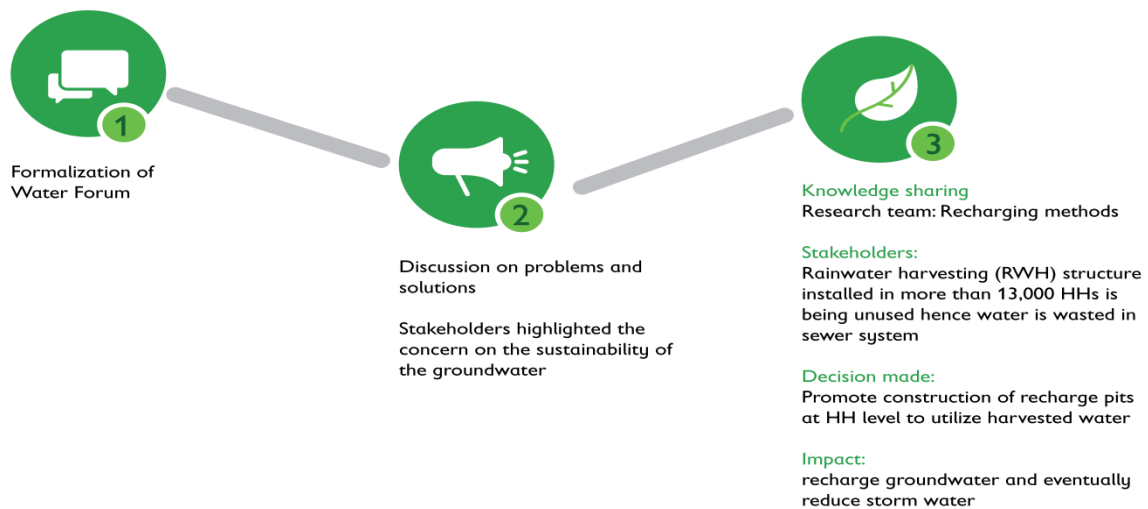 1
Formalization of
Water Forum
2
Discussion on problems and
solutions
Stakeholders highlighted the
concern on the sustainability of
the groundwater
3
Knowledge sharing
Research team: Recharging methods
Stakeholders:
Rainwater harvesting (RWH) structure
installed in more than 13,000 HHs is
being unused hence water is wasted in
sewer system
Decision made:
Promote construction of recharge pits
at HH level to utilize harvested water
Impact:
recharge groundwater and eventually
reduce storm water